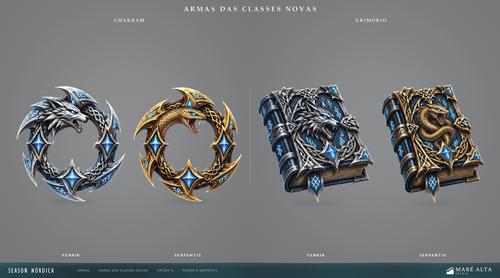 ARMAS DAS CLASSES NOVAS
CHAKRAM
GRIMÓRIO
FENRIR
SERPENTIS
FENRIR
SERPENTIS
SEASON NÓRDICA
ARMAS
ARMAS DAS CLASSES NOVAS
OPÇÃO A
FENRIR E SERPENTIS
MARÉ ALTA